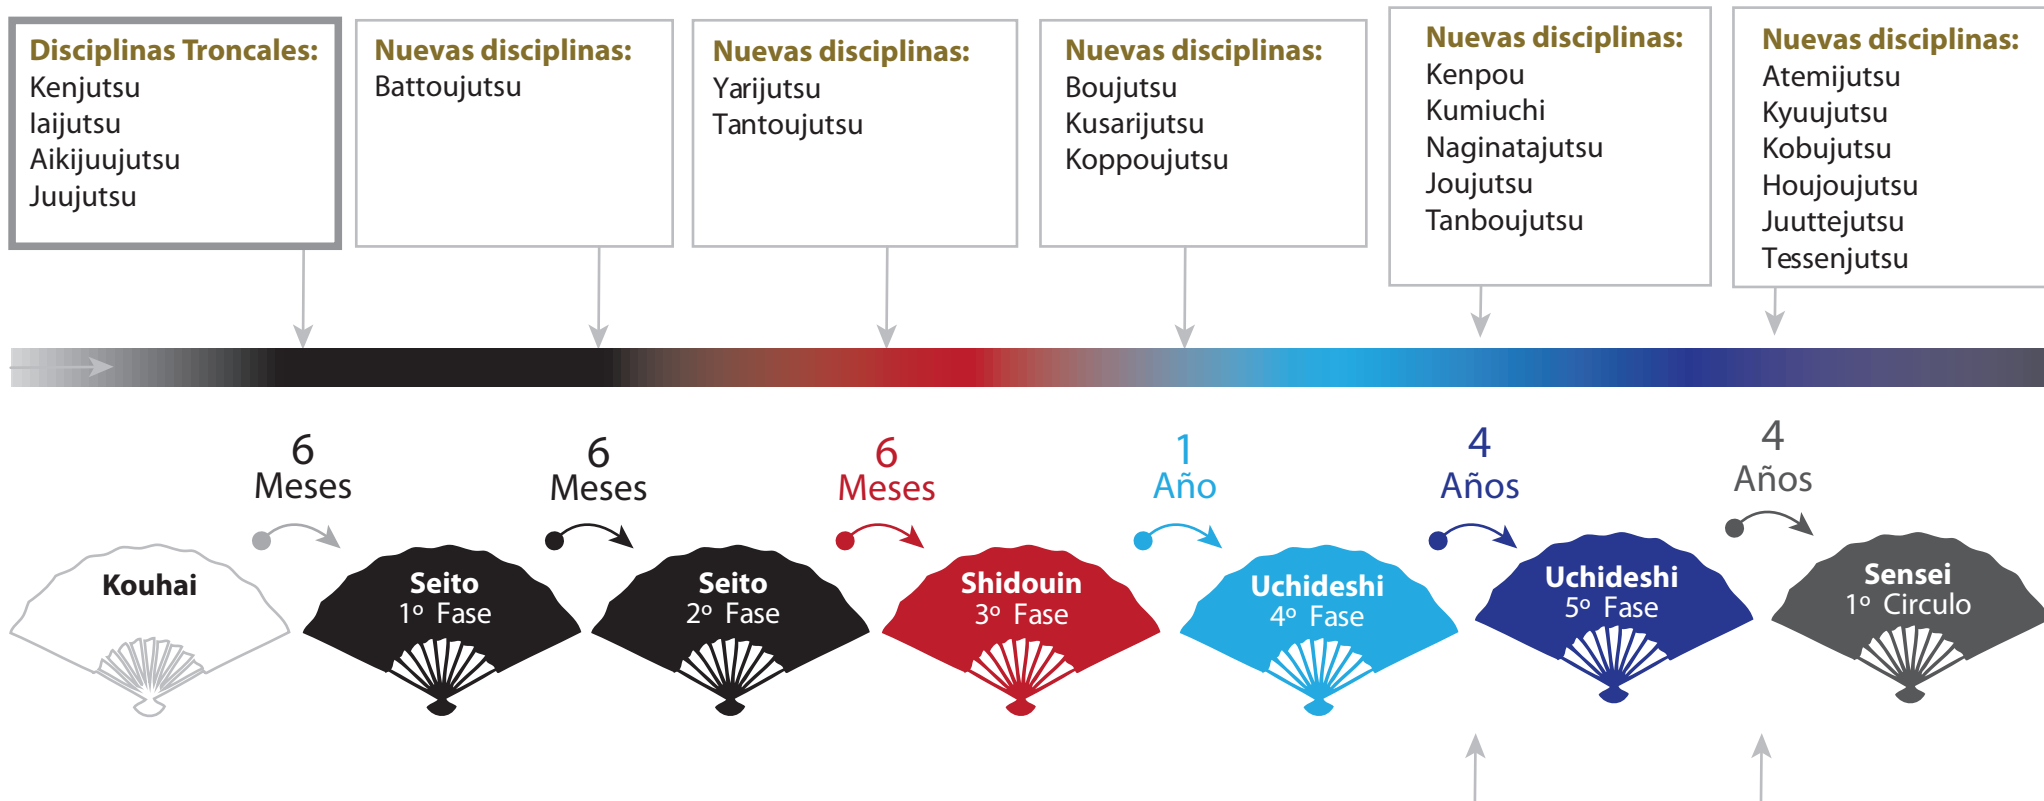 Disciplinas Troncales:
Kenjutsu
Iaijutsu
Aikijuujutsu
Juujutsu
Nuevas disciplinas:
Battoujutsu
Nuevas disciplinas:
Yarijutsu
Tantoujutsu
Nuevas disciplinas:
Boujutsu
Kusarijutsu
Koppoujutsu
Nuevas disciplinas:
Kenpou
Kumiuchi
Naginatajutsu
Joujutsu
Tanboujutsu
Nuevas disciplinas:
Atemijutsu
Kyuujutsu
Kobujutsu
Houjoujutsu
Juuttejutsu
Tessenjutsu
6
Meses
6
Meses
6
Meses
1
Año
4
Años
4
Años
Kouhai
Seito
1º Fase
Seito
2º Fase
Shidouin
3º Fase
Uchideshi
4º Fase
Uchideshi
5º Fase
Sensei
1º Circulo